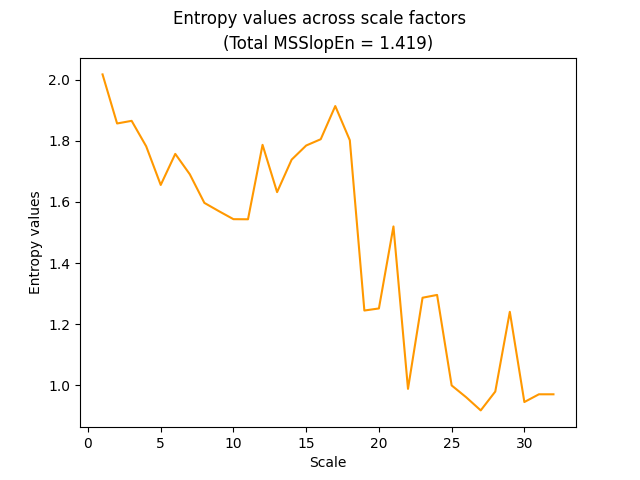 Entropy values across scale factors
(Total MSSlopEn = 1.419)
Entropy values
2.0
1.8
1.6
1.4
1.2
1.0
0 5 10 15 20 25 30
Scale